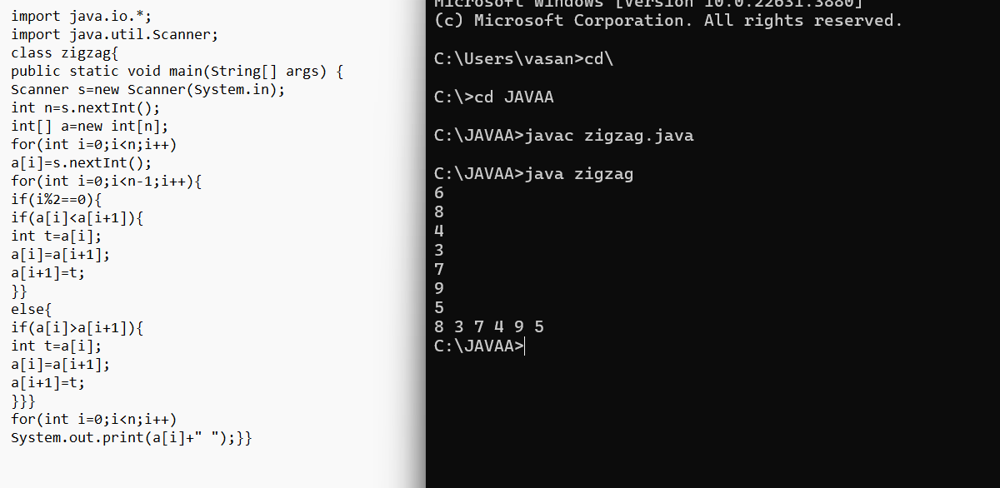 import java.io.*;
import java.util.Scanner;
class zigzag{
public static void main(String[] args) {
Scanner s=new Scanner(System.in);
int n=s.nextInt();
int[] a=new int[n];
for(int i=0;i<n;i++)
a[i]=s.nextInt();
for(int i=0;i<n-1;i++){
if(i%2==0){
if(a[i]<a[i+1]){
int t=a[i];
a[i]=a[i+1];
a[i+1]=t;
}}
else{
if(a[i]>a[i+1]){
int t=a[i];
a[i]=a[i+1];
a[i+1]=t;
}}}
for(int i=0;i<n;i++)
System.out.print(a[i]+" ");}}
Microsoft Windows [Version 10.0.22631.3880]
(c) Microsoft Corporation. All rights reserved.
C:\Users\vasan>cd\
C:\>cd JAVAA
C:\JAVAA>javac zigzag.java
C:\JAVAA>java zigzag
6
8
4
3
7
9
5
8 3 7 4 9 5
C:\JAVAA>